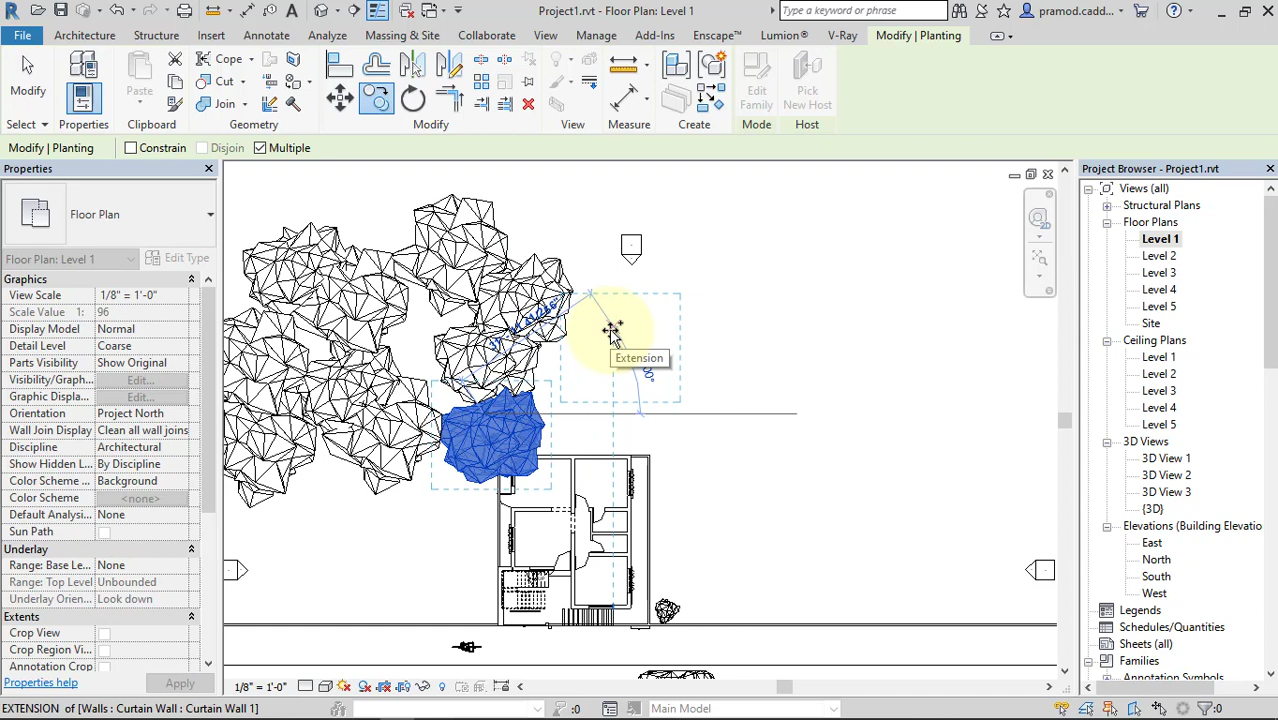 Project1.rvt - Floor Plan: Level 1
Type a keyword or phrase
pramod.cadd...
File
Architecture
Structure
Insert
Annotate
Analyze
Massing & Site
Collaborate
View
Manage
Add-Ins
Enscape™
Lumion®
V-Ray
Modify | Planting
Modify
Paste
Cope
Cut
Join
Edit Family
Pick New Host
Select
Properties
Clipboard
Geometry
Modify
View
Measure
Create
Mode
Host
Modify | Planting
Constrain
Disjoin
Multiple
Properties
Floor Plan
Floor Plan: Level 1
Edit Type
Graphics
View Scale 1/8" = 1'-0"
Scale Value 1: 96
Display Model Normal
Detail Level Coarse
Parts Visibility Show Original
Visibility/Graph... Edit...
Graphic Displa... Edit...
Orientation Project North
Wall Join Display Clean all wall joins
Discipline Architectural
Show Hidden L... By Discipline
Color Scheme ... Background
Color Scheme <none>
Default Analysi... None
Sun Path
Underlay
Range: Base Le... None
Range: Top Level Unbounded
Underlay Orien... Look down
Extents
Crop View
Crop Region Vi...
Annotation Crop
Properties help
Apply
Extension
Project Browser - Project1.rvt
Views (all)
Structural Plans
Floor Plans
Level 1
Level 2
Level 3
Level 4
Level 5
Site
Ceiling Plans
Level 1
Level 2
Level 3
Level 4
Level 5
3D Views
3D View 1
3D View 2
3D View 3
{3D}
Elevations (Building Elevatio
East
North
South
West
Legends
Schedules/Quantities
Sheets (all)
Families
Annotation Symbols
1/8" = 1'-0"
EXTENSION of [Walls : Curtain Wall : Curtain Wall 1]
:0
Main Model
:0